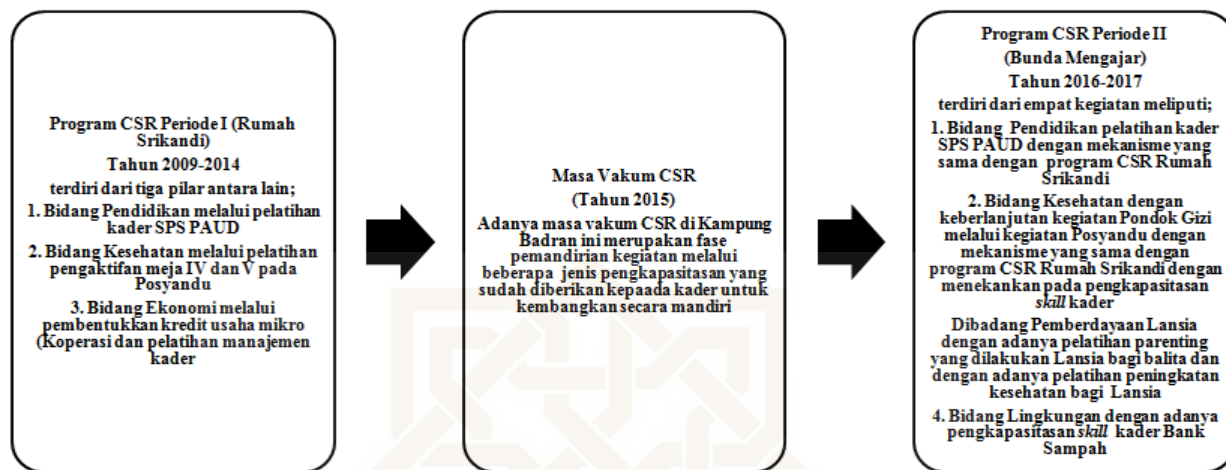 Program CSR Periode I (Rumah
Srikandi)
Tahun 2009-2014
terdiri dari tiga pilar antara lain;
1. Bidang Pendidikan melalui pelatihan
kader SPS PAUD
2. Bidang Kesehatan melalui pelatihan
pengaktifan meja IV dan V pada
Posyandu
3. Bidang Ekonomi melalui
pembentukkan kredit usaha mikro
(Koperasi dan pelatihan manajemen
kader
Masa Vakum CSR
(Tahun 2015)
Adanya masa vakum CSR di Kampung
Badran ini merupakan fase
pemandirian kegiatan melalui
beberapa jenis pengkapasitasan yang
sudah diberikan kepaada kader untuk
kembangkan secara mandiri
Program CSR Periode II
(Bunda Mengajar)
Tahun 2016-2017
terdiri dari empat kegiatan meliputi;
1. Bidang Pendidikan pelatihan kader
SPS PAUD dengan mekanisme yang
sama dengan program CSR Rumah
Srikandi
2. Bidang Kesehatan dengan
keberlanjutan kegiatan Pondok Gizi
melalui kegiatan Posyandu dengan
mekanisme yang sama dengan
program CSR Rumah Srikandi dengan
menekankan pada pengkapasitasan
skill kader
Dibadang Pemberdayaan Lansia
dengan adanya pelatihan parenting
yang dilakukan Lansia bagi balita dan
dengan adanya pelatihan peningkatan
kesehatan bagi Lansia
4. Bidang Lingkungan dengan adanya
pengkapasitasan skill kader Bank
Sampah